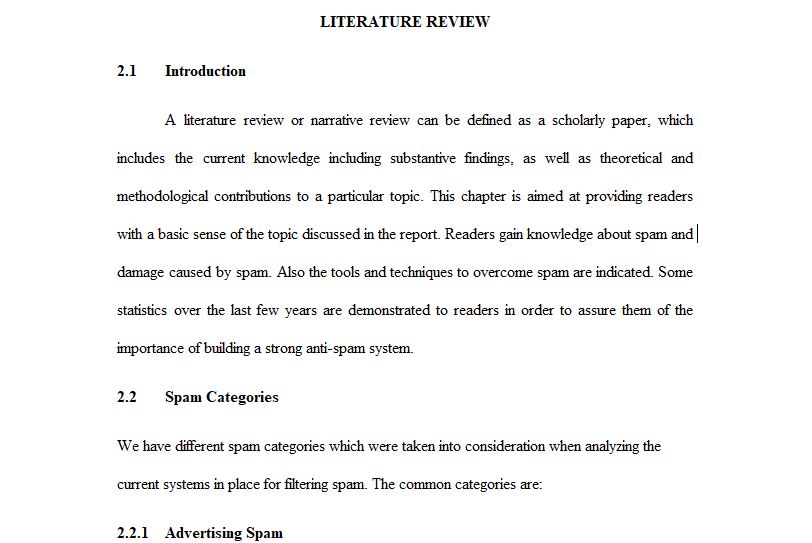 LITERATURE REVIEW
2.1 Introduction
A literature review or narrative review can be defined as a scholarly paper, which
includes the current knowledge including substantive findings, as well as theoretical and
methodological contributions to a particular topic. This chapter is aimed at providing readers
with a basic sense of the topic discussed in the report. Readers gain knowledge about spam and
damage caused by spam. Also the tools and techniques to overcome spam are indicated. Some
statistics over the last few years are demonstrated to readers in order to assure them of the
importance of building a strong anti-spam system.
2.2 Spam Categories
We have different spam categories which were taken into consideration when analyzing the
current systems in place for filtering spam. The common categories are:
2.2.1 Advertising Spam